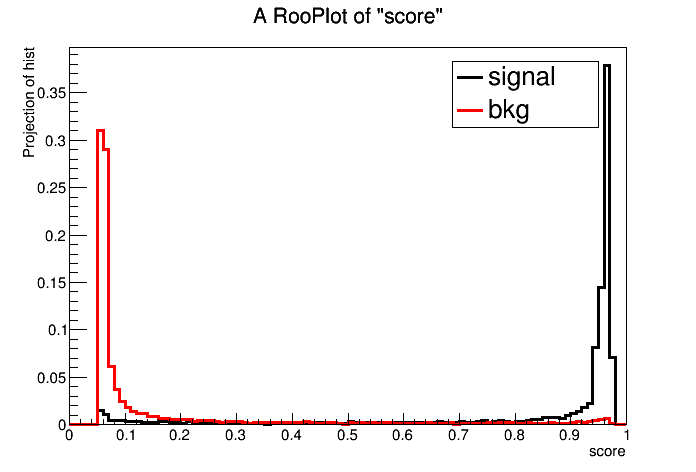 A RooPlot of "score"
Projection of hist
0.35
0.3
0.25
0.2
0.15
0.1
0.05
0
signal
bkg
0 0.1 0.2 0.3 0.4 0.5 0.6 0.7 0.8 0.9 1
score